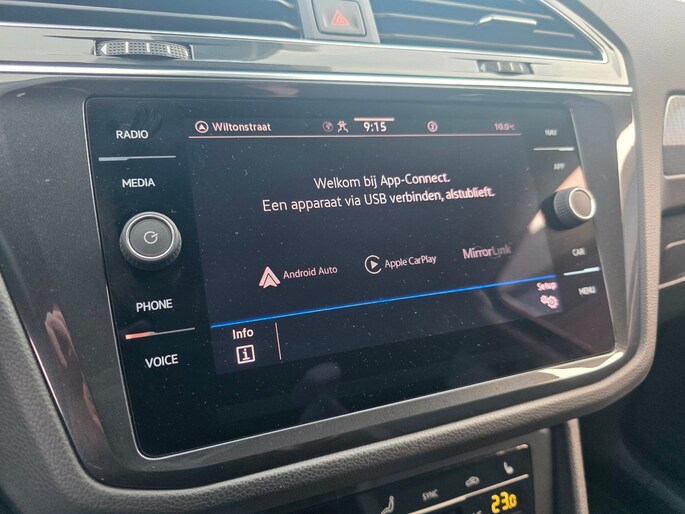 RADIO
MEDIA
PHONE
VOICE
Wiltonstraat
9:15
10.0°C
Welkom bij App-Connect.
Een apparaat via USB verbinden, alstublieft.
Android Auto
Apple CarPlay
MirrorLink
Setup
Info
i
NAV
APP
CAR
MENU
SYNC
23.0